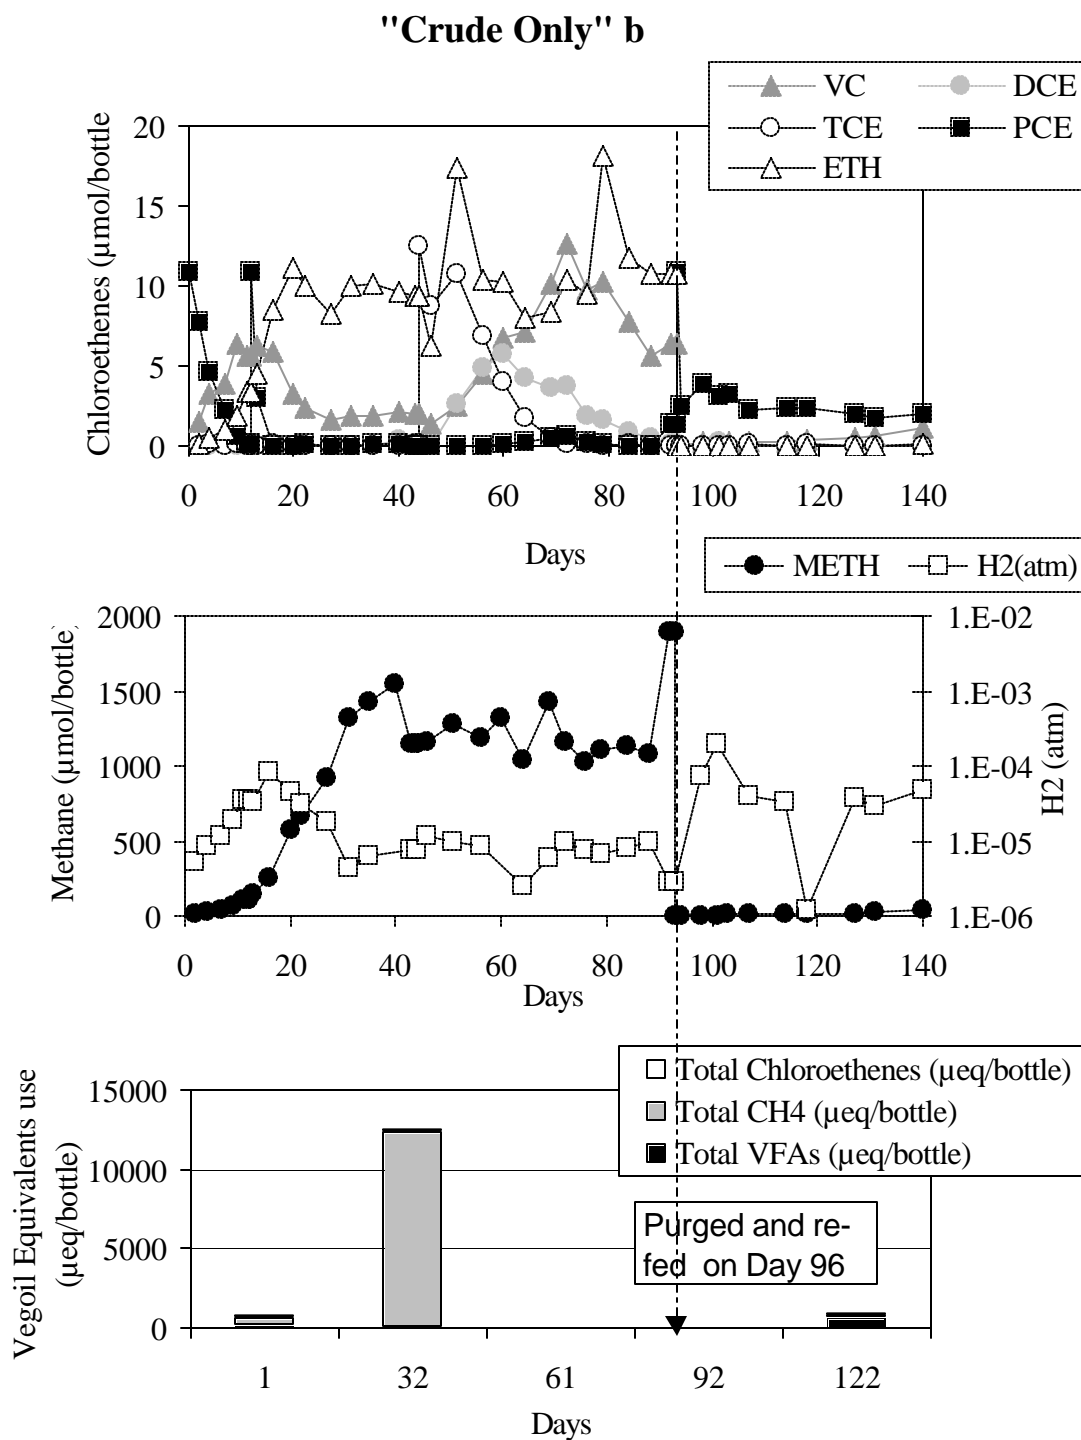 "Crude Only" b
VC DCE
TCE PCE
ETH
Chloroethenes (µmol/bottle
20
15
10
5
0
0 20 40 60 80 100 120 140
Days
METH H2(atm)
Methane (µmol/bottle)
2000
1500
1000
500
0
1.E-02
1.E-03
1.E-04
1.E-05
1.E-06
H2 (atm)
0 20 40 60 80 100 120 140
Days
Total Chloroethenes (µeq/bottle)
Total CH4 (µeq/bottle)
Total VFAs (µeq/bottle)
Vegoil Equivalents use
(µeq/bottle)
15000
10000
5000
0
Purged and re-
fed on Day 96
1 32 61 92 122
Days